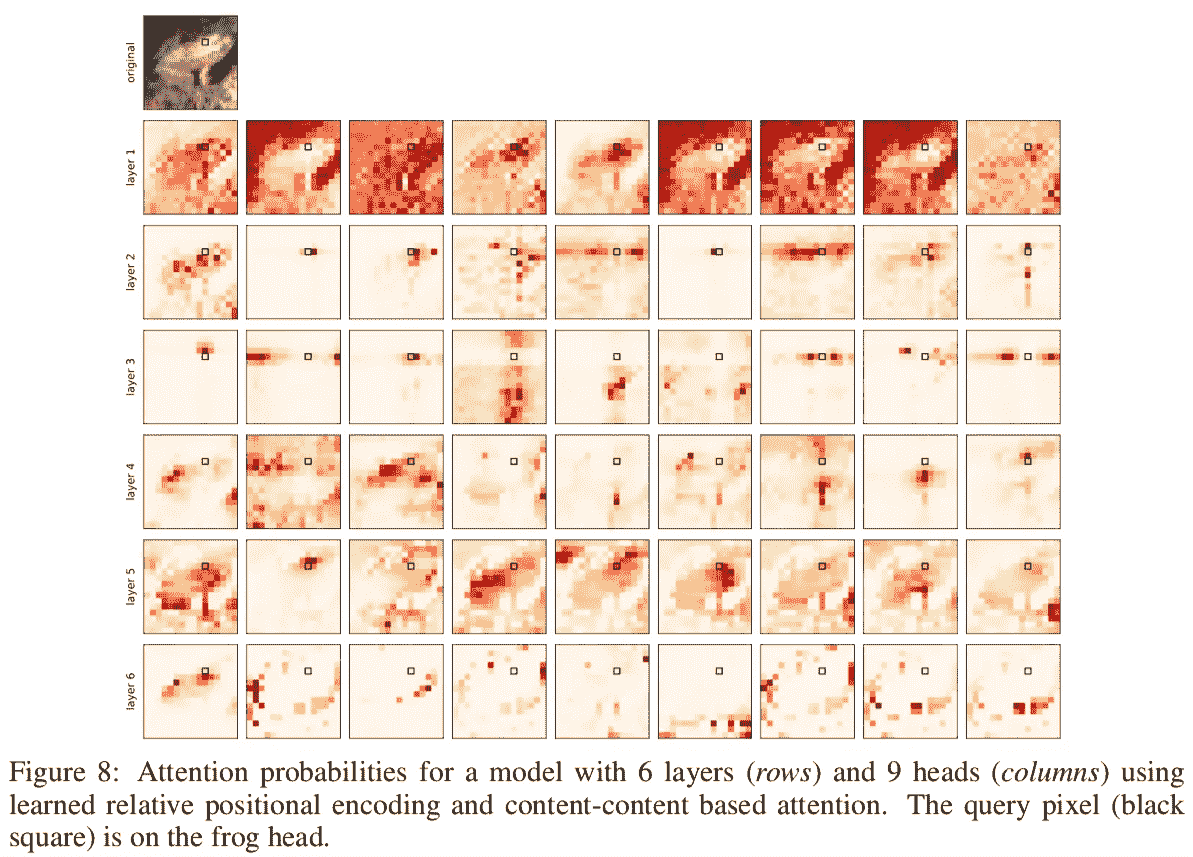 original
layer 1
layer 2
layer 3
layer 4
layer 5
layer 6
Figure 8: Attention probabilities for a model with 6 layers (rows) and 9 heads (columns) using
learned relative positional encoding and content-content based attention. The query pixel (black
square) is on the frog head.